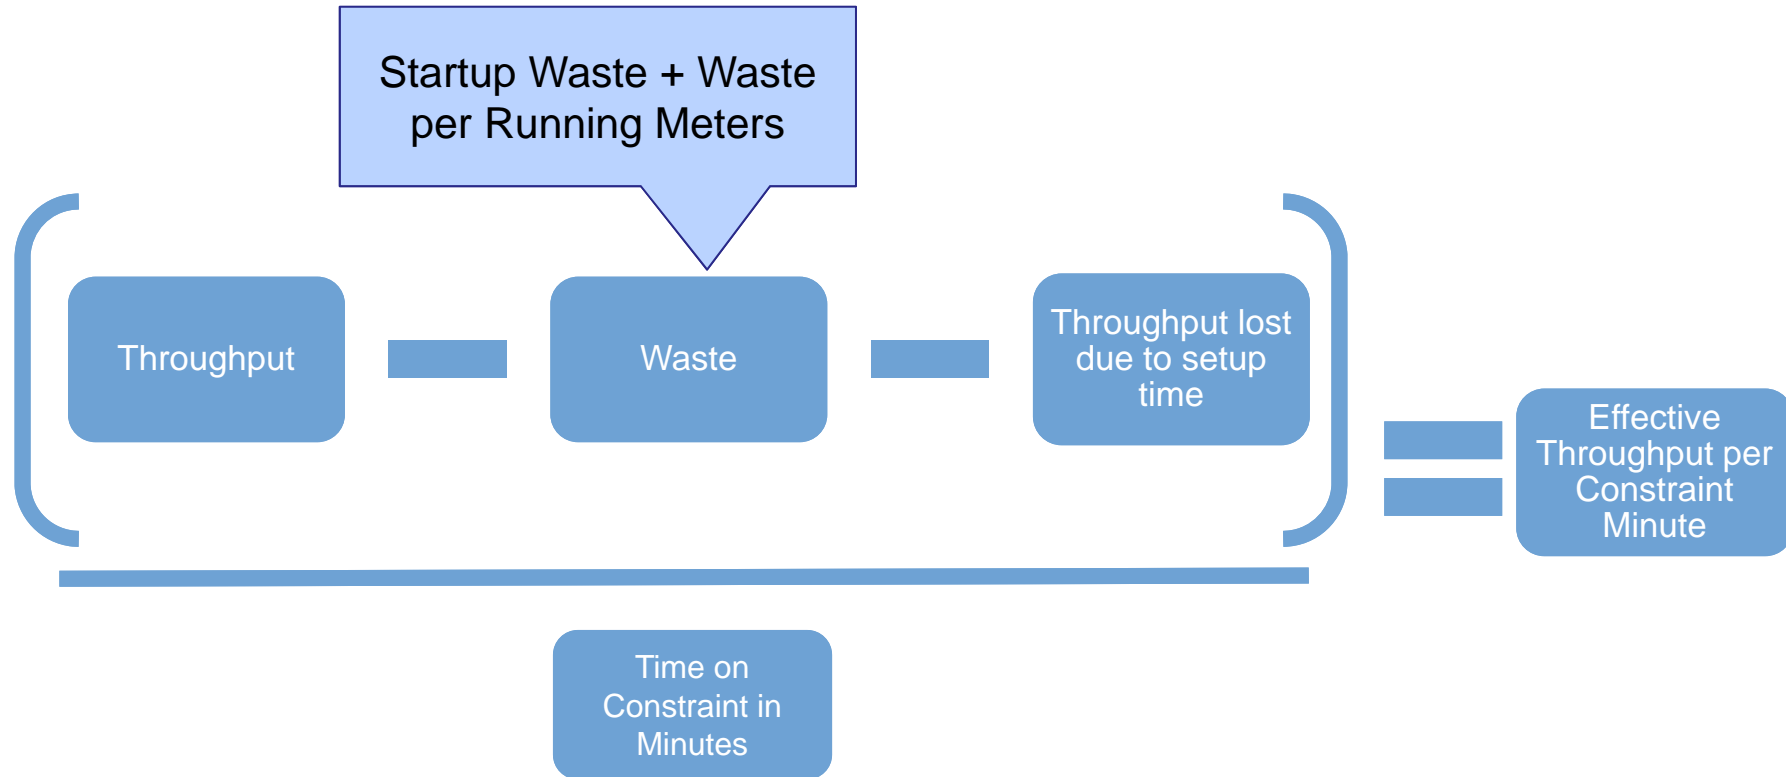 Startup Waste + Waste
per Running Meters
Throughput
Waste
Throughput lost
due to setup
time
Effective
Throughput per
Constraint
Minute
Time on
Constraint in
Minutes